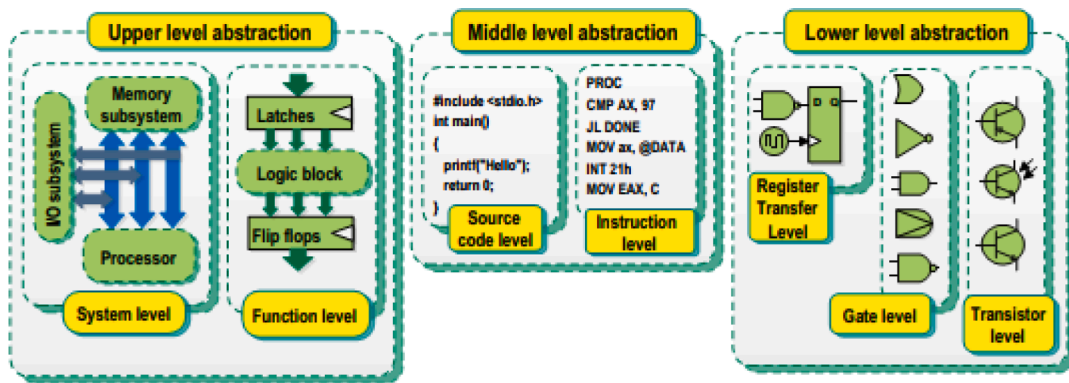 Upper level abstraction
I/O subsystem
Memory
subsystem
Processor
System level
Latches
Logic block
Flip flops
Function level
Middle level abstraction
#include <stdio.h>
int main()
{
printf("Hello");
return 0;
}
Source
code level
PROC
CMP AX, 97
JL DONE
MOV ax, @DATA
INT 21h
MOV EAX, C
Instruction
level
Lower level abstraction
D Q
Register
Transfer
Level
Gate level
Transistor
level